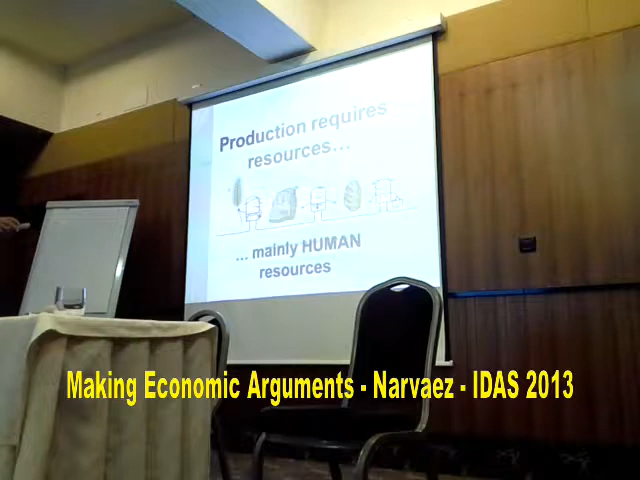 Production requires
resources...
... mainly HUMAN
resources
Making Economic Arguments - Narvaez - IDAS 2013